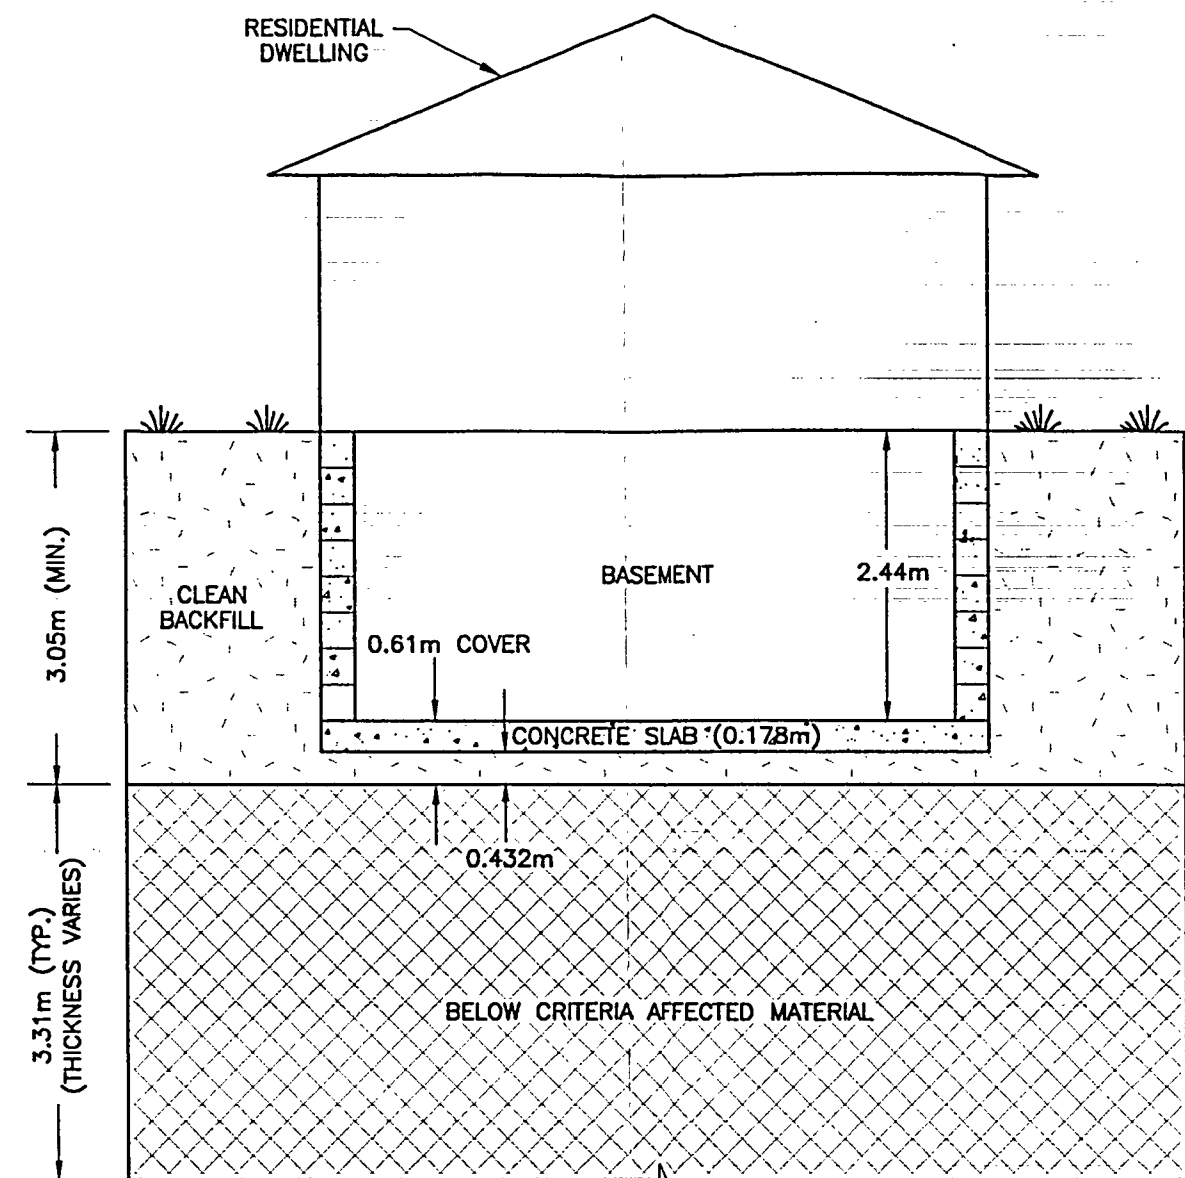 RESIDENTIAL
DWELLING
3.05m (MIN.)
CLEAN
BACKFILL
BASEMENT
2.44m
0.61m COVER
CONCRETE SLAB (0.178m)
0.432m
3.31m (TYP.)
(THICKNESS VARIES)
BELOW CRITERIA AFFECTED MATERIAL